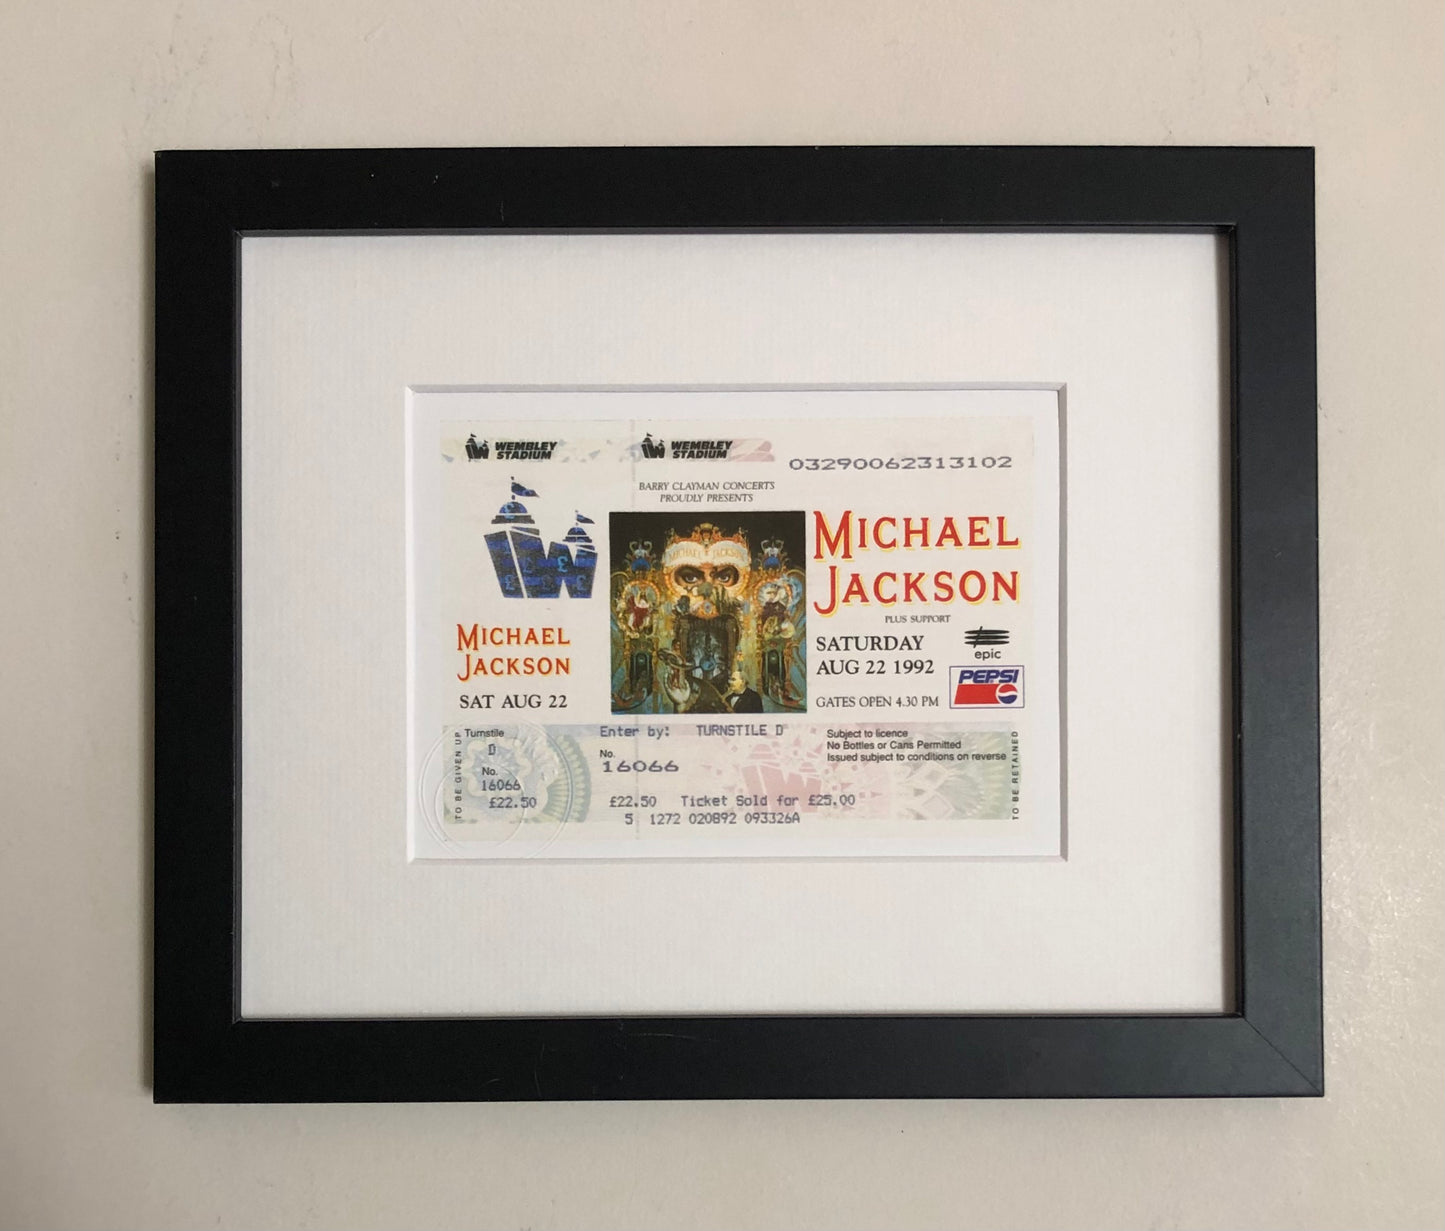 WEMBLEY
STADIUM
MICHAEL
JACKSON
SAT AUG 22
TO BE GIVEN UP
Turnstile
D
No.
16066
£22.50
WEMBLEY
STADIUM
03290062313102
BARRY CLAYMAN CONCERTS
PROUDLY PRESENTS
MICHAEL JACKSON
MICHAEL
JACKSON
PLUS SUPPORT
SATURDAY
AUG 22 1992
GATES OPEN 4.30 PM
epic
PEPSI
Enter by: TURNSTILE D
No.
16066
£22.50 Ticket Sold for £25.00
5 1272 020892 093326A
Subject to licence
No Bottles or Cans Permitted
Issued subject to conditions on reverse
TO BE RETAINED